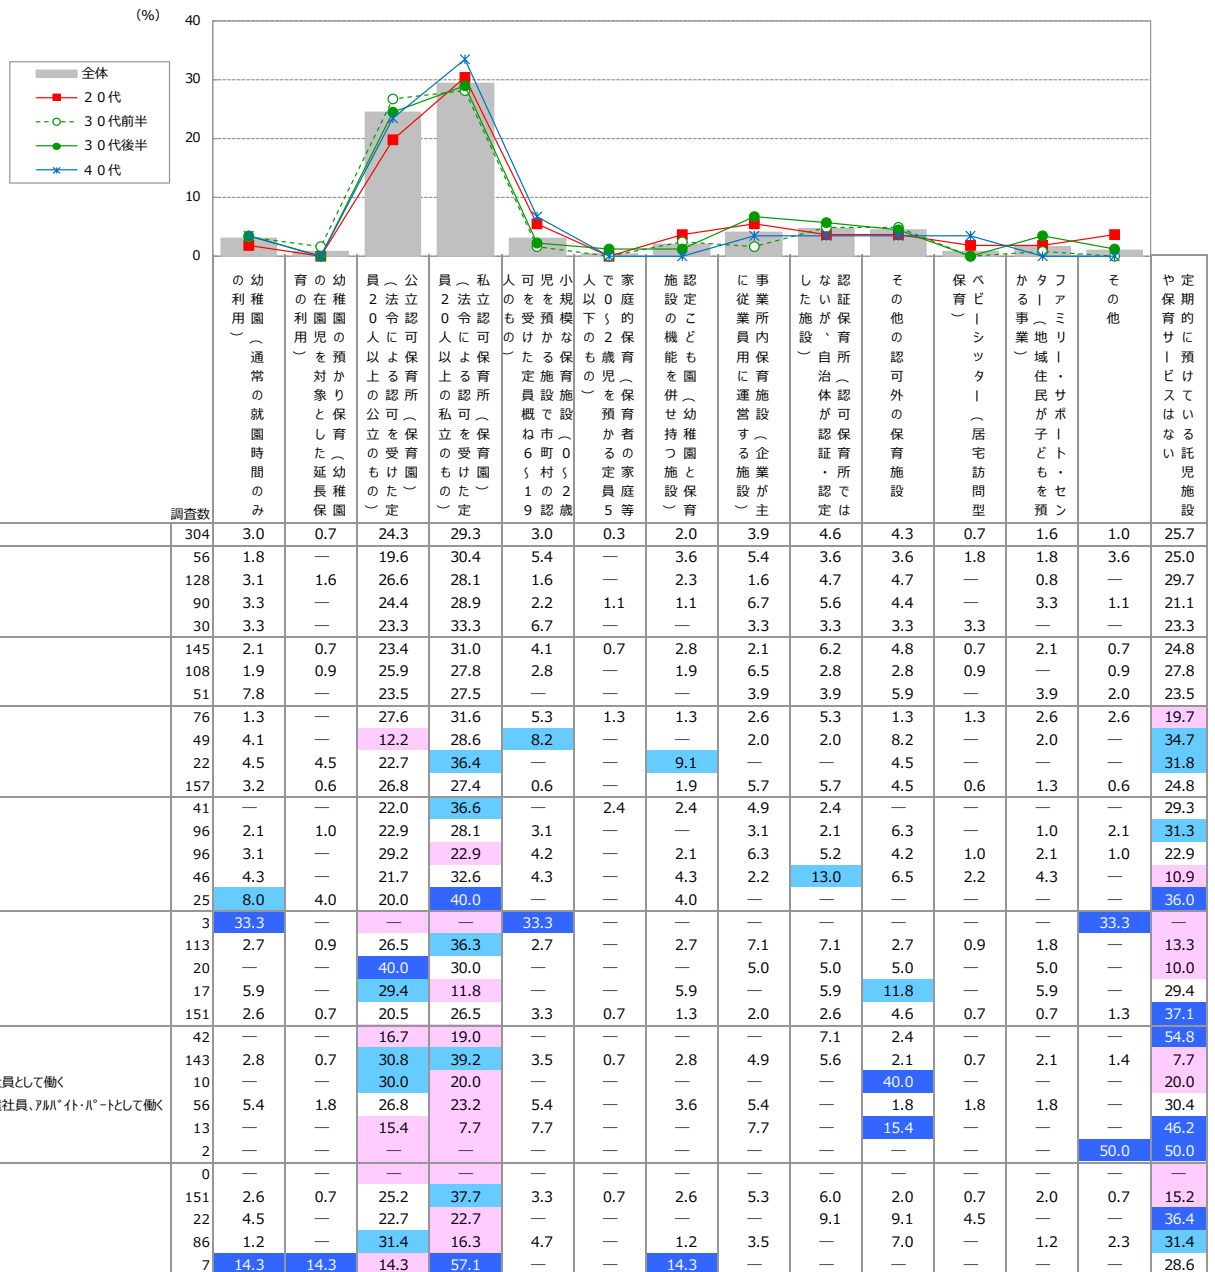 (%)
40
30
20
10
0
全体
２０代
３０代前半
３０代後半
４０代
幼稚園（通常の就園時間のみ
の利用）
幼稚園の預かり保育（幼稚園
の在園児を対象とした延長保
育の利用）
公立認可保育所（保育園）
（法令による認可を受けた定
員２０人以上の公立のもの）
私立認可保育所（保育園）
（法令による認可を受けた定
員２０人以上の私立のもの）
小規模な保育施設（０～２歳
児を預かる施設で市町村の認
可を受けた定員概ね６～１９
人のもの）
家庭的保育（保育者の家庭等
で０～２歳児を預かる定員５
人以下のもの）
認定こども園（幼稚園と保育
施設の機能を併せ持つ施設）
事業所内保育施設（企業が主
に従業員用に運営する施設）
認証保育所（認可保育所では
ないが、自治体が認証・認定
した施設）
その他の認可外の保育施設
ベビーシッター（居宅訪問型
保育）
ファミリー・サポート・セン
ター（地域住民が子どもを預
かる事業）
その他
定期的に預けている託児施設
や保育サービスはない
調査数
304 3.0 0.7 24.3 29.3 3.0 0.3 2.0 3.9 4.6 4.3 0.7 1.6 1.0 25.7
56 1.8 — 19.6 30.4 5.4 — 3.6 5.4 3.6 3.6 1.8 1.8 3.6 25.0
128 3.1 1.6 26.6 28.1 1.6 — 2.3 1.6 4.7 4.7 — 0.8 — 29.7
90 3.3 — 24.4 28.9 2.2 1.1 1.1 6.7 5.6 4.4 — 3.3 1.1 21.1
30 3.3 — 23.3 33.3 6.7 — — 3.3 3.3 3.3 3.3 — — 23.3
145 2.1 0.7 23.4 31.0 4.1 0.7 2.8 2.1 6.2 4.8 0.7 2.1 0.7 24.8
108 1.9 0.9 25.9 27.8 2.8 — 1.9 6.5 2.8 2.8 0.9 — 0.9 27.8
51 7.8 — 23.5 27.5 — — — 3.9 3.9 5.9 — 3.9 2.0 23.5
76 1.3 — 27.6 31.6 5.3 1.3 1.3 2.6 5.3 1.3 1.3 2.6 2.6 19.7
49 4.1 — 12.2 28.6 8.2 — — 2.0 2.0 8.2 — 2.0 — 34.7
22 4.5 4.5 22.7 36.4 — — 9.1 — — 4.5 — — — 31.8
157 3.2 0.6 26.8 27.4 0.6 — 1.9 5.7 5.7 4.5 0.6 1.3 0.6 24.8
41 — — 22.0 36.6 — 2.4 2.4 4.9 2.4 — — — — 29.3
96 2.1 1.0 22.9 28.1 3.1 — — 3.1 2.1 6.3 — 1.0 2.1 31.3
96 3.1 — 29.2 22.9 4.2 — 2.1 6.3 5.2 4.2 1.0 2.1 1.0 22.9
46 4.3 — 21.7 32.6 4.3 — 4.3 2.2 13.0 6.5 2.2 4.3 — 10.9
25 8.0 4.0 20.0 40.0 — — 4.0 — — — — — — 36.0
3 33.3 — — — 33.3 — — — — — — — 33.3 —
113 2.7 0.9 26.5 36.3 2.7 — 2.7 7.1 7.1 2.7 0.9 1.8 — 13.3
20 — — 40.0 30.0 — — — 5.0 5.0 5.0 — 5.0 — 10.0
17 5.9 — 29.4 11.8 — — 5.9 — 5.9 11.8 — 5.9 — 29.4
151 2.6 0.7 20.5 26.5 3.3 0.7 1.3 2.0 2.6 4.6 0.7 0.7 1.3 37.1
42 — — 16.7 19.0 — — — — 7.1 2.4 — — — 54.8
143 2.8 0.7 30.8 39.2 3.5 0.7 2.8 4.9 5.6 2.1 0.7 2.1 1.4 7.7
員として働く 10 — — 30.0 20.0 — — — — — 40.0 — — — 20.0
社員、ｱﾙﾊﾞｲﾄ･ﾊﾟｰﾄとして働く 56 5.4 1.8 26.8 23.2 5.4 — 3.6 5.4 — 1.8 1.8 1.8 — 30.4
13 — — 15.4 7.7 7.7 — — 7.7 — 15.4 — — — 46.2
2 — — — — — — — — — — — — 50.0 50.0
0 — — — — — — — — — — — — — —
151 2.6 0.7 25.2 37.7 3.3 0.7 2.6 5.3 6.0 2.0 0.7 2.0 0.7 15.2
22 4.5 — 22.7 22.7 — — — — 9.1 9.1 4.5 — — 36.4
86 1.2 — 31.4 16.3 4.7 — 1.2 3.5 — 7.0 — 1.2 2.3 31.4
7 14.3 14.3 14.3 57.1 — — 14.3 — — — — — — 28.6